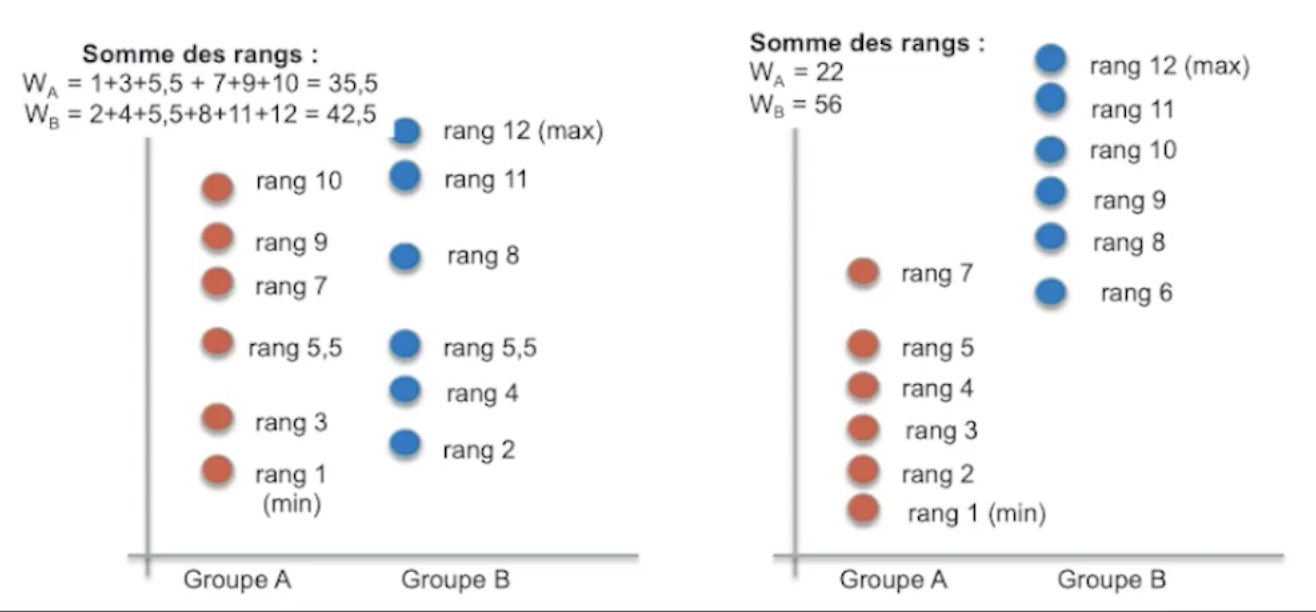 Somme des rangs :
W_A = 1+3+5,5 + 7+9+10 = 35,5
W_B = 2+4+5,5+8+11+12 = 42,5
rang 12 (max)
rang 10
rang 11
rang 9
rang 8
rang 7
rang 5,5
rang 5,5
rang 4
rang 3
rang 2
rang 1
(min)
Groupe A
Groupe B
Somme des rangs :
W_A = 22
W_B = 56
rang 12 (max)
rang 11
rang 10
rang 9
rang 8
rang 7
rang 6
rang 5
rang 4
rang 3
rang 2
rang 1 (min)
Groupe A
Groupe B